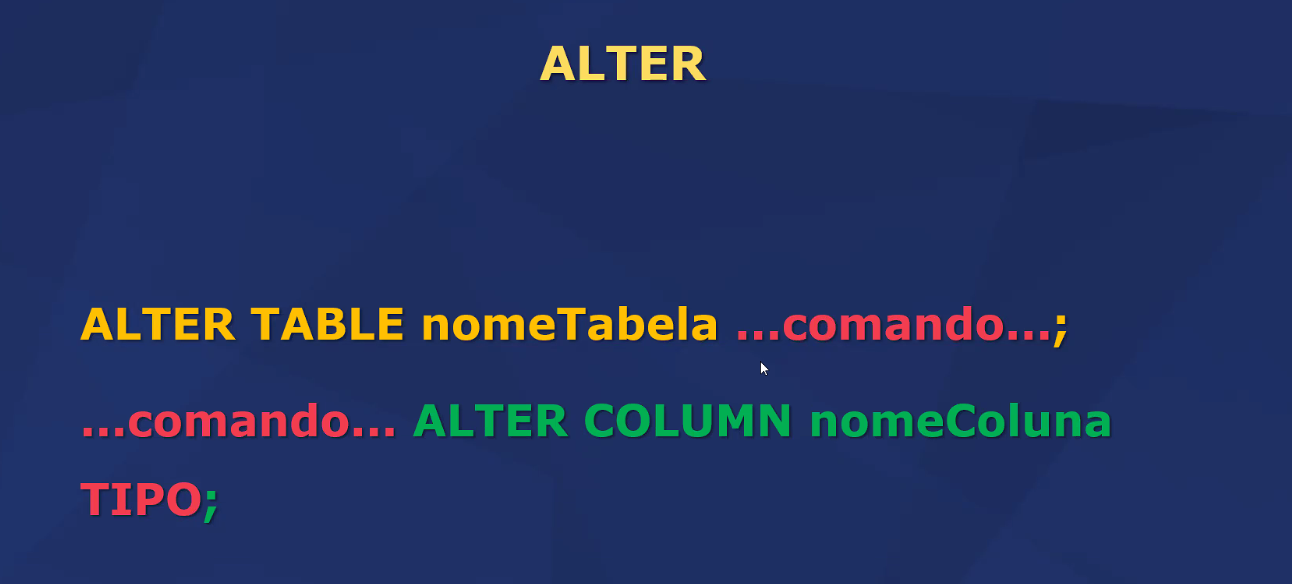 ALTER
ALTER TABLE nomeTabela ...comando...;
...comando... ALTER COLUMN nomeColuna
TIPO;